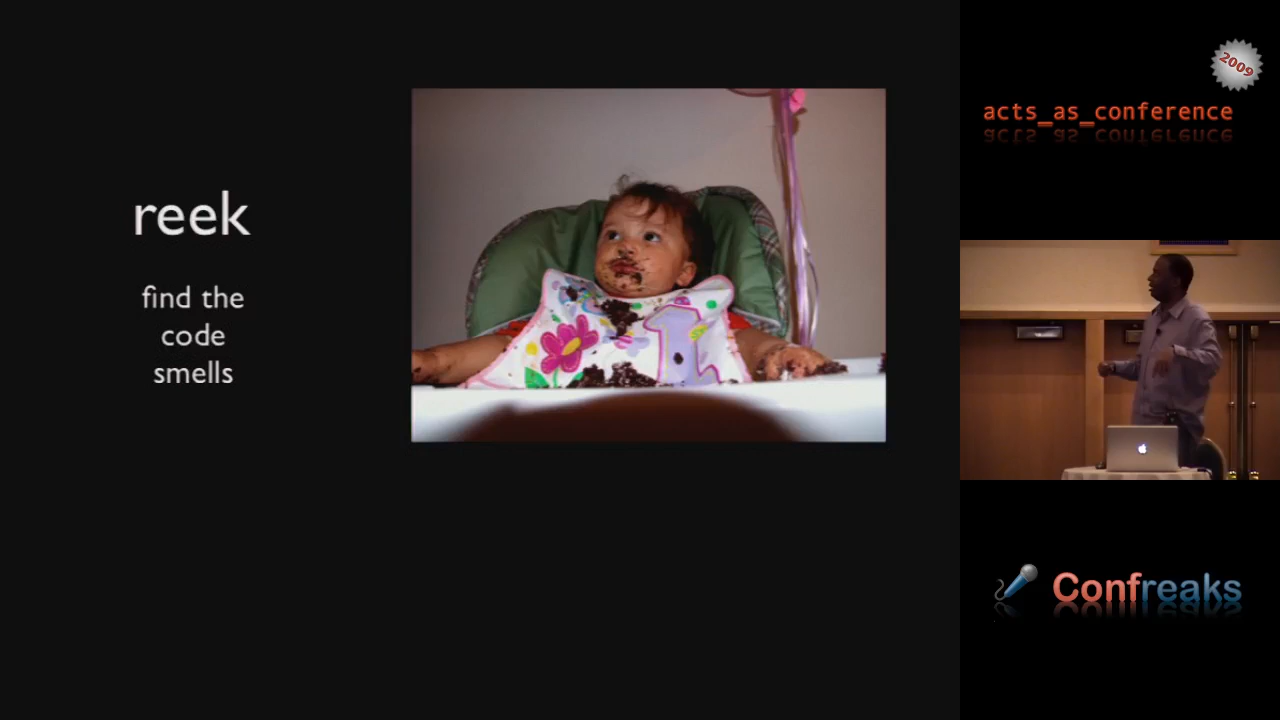 reek
find the
code
smells
2009
acts_as_conference
Confreaks